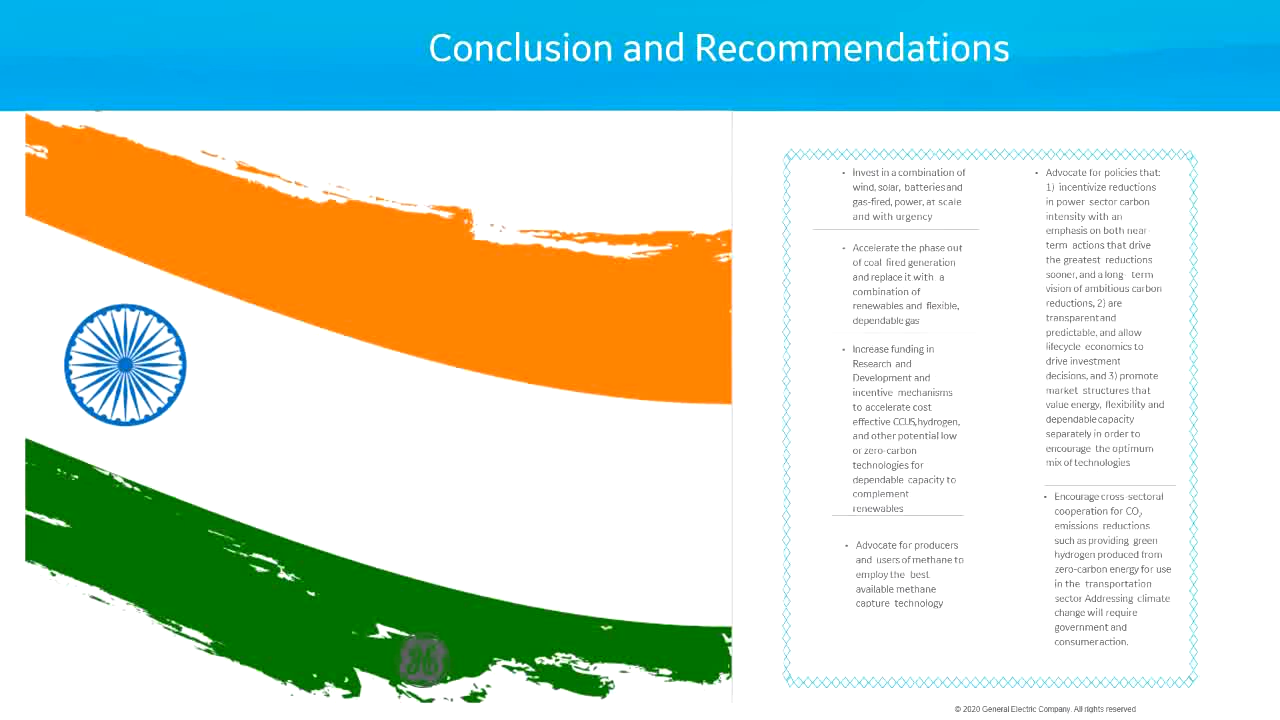 Conclusion and Recommendations
• Invest in a combination of
wind, solar, batteries and
gas-fired, power, at scale
and with urgency
• Accelerate the phase out
of coal fired generation
and replace it with a
combination of
renewables and flexible,
dependable gas
• Increase funding in
Research and
Development and
incentive mechanisms
to accelerate cost
effective CCUS, hydrogen,
and other potential low
or zero-carbon
technologies for
dependable capacity to
complement
renewables
• Advocate for producers
and users of methane to
employ the best
available methane
capture technology
• Advocate for policies that:
1) incentivize reductions
in power sector carbon
intensity with an
emphasis on both near-
term actions that drive
the greatest reductions
sooner, and a long- term
vision of ambitious carbon
reductions, 2) are
transparent and
predictable, and allow
lifecycle economics to
drive investment
decisions, and 3) promote
market structures that
value energy, flexibility and
dependable capacity
separately in order to
encourage the optimum
mix of technologies
• Encourage cross-sectoral
cooperation for CO₂
emissions reductions
such as providing green
hydrogen produced from
zero-carbon energy for use
in the transportation
sector Addressing climate
change will require
government and
consumer action.
© 2020 General Electric Company. All rights reserved